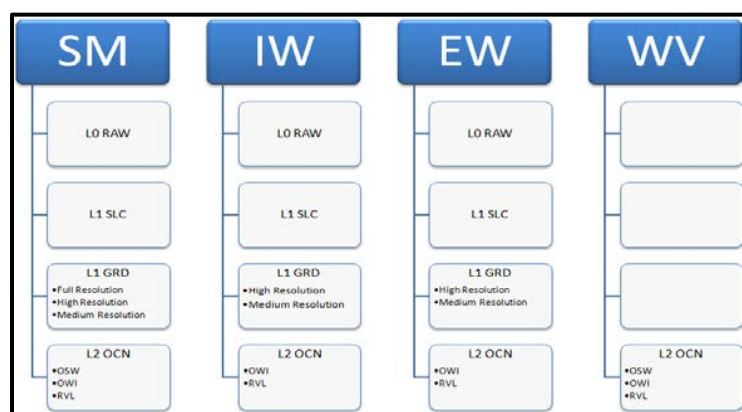 SM
L0 RAW
L1 SLC
L1 GRD
•Full Resolution
•High Resolution
•Medium Resolution
L2 OCN
•OSW
•OWI
•RVL
IW
L0 RAW
L1 SLC
L1 GRD
•High Resolution
•Medium Resolution
L2 OCN
•OWI
•RVL
EW
L0 RAW
L1 SLC
L1 GRD
•High Resolution
•Medium Resolution
L2 OCN
•OWI
•RVL
WV
L2 OCN
•OSW
•OWI
•RVL